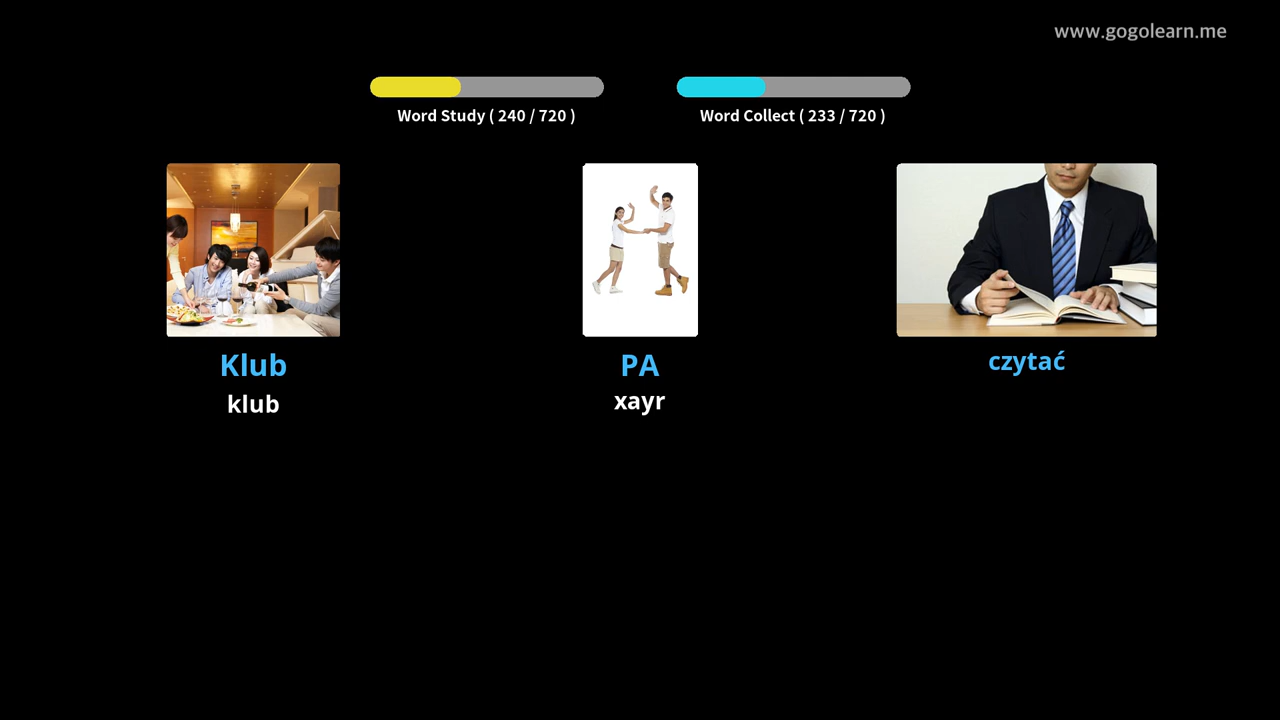 www.gogolearn.me
Word Study ( 240 / 720 )
Word Collect ( 233 / 720 )
Klub
klub
PA
xayr
czytać